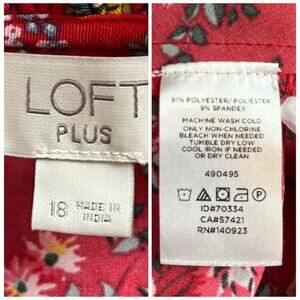 LOFT
PLUS
18
MADE IN
INDIA
91% POLYESTER/ POLIESTER
9% SPANDEX
MACHINE WASH COLD
ONLY NON-CHLORINE
BLEACH WHEN NEEDED
TUMBLE DRY LOW
COOL IRON IF NEEDED
OR DRY CLEAN
490495
ID#70334
CA#57421
RN#140923